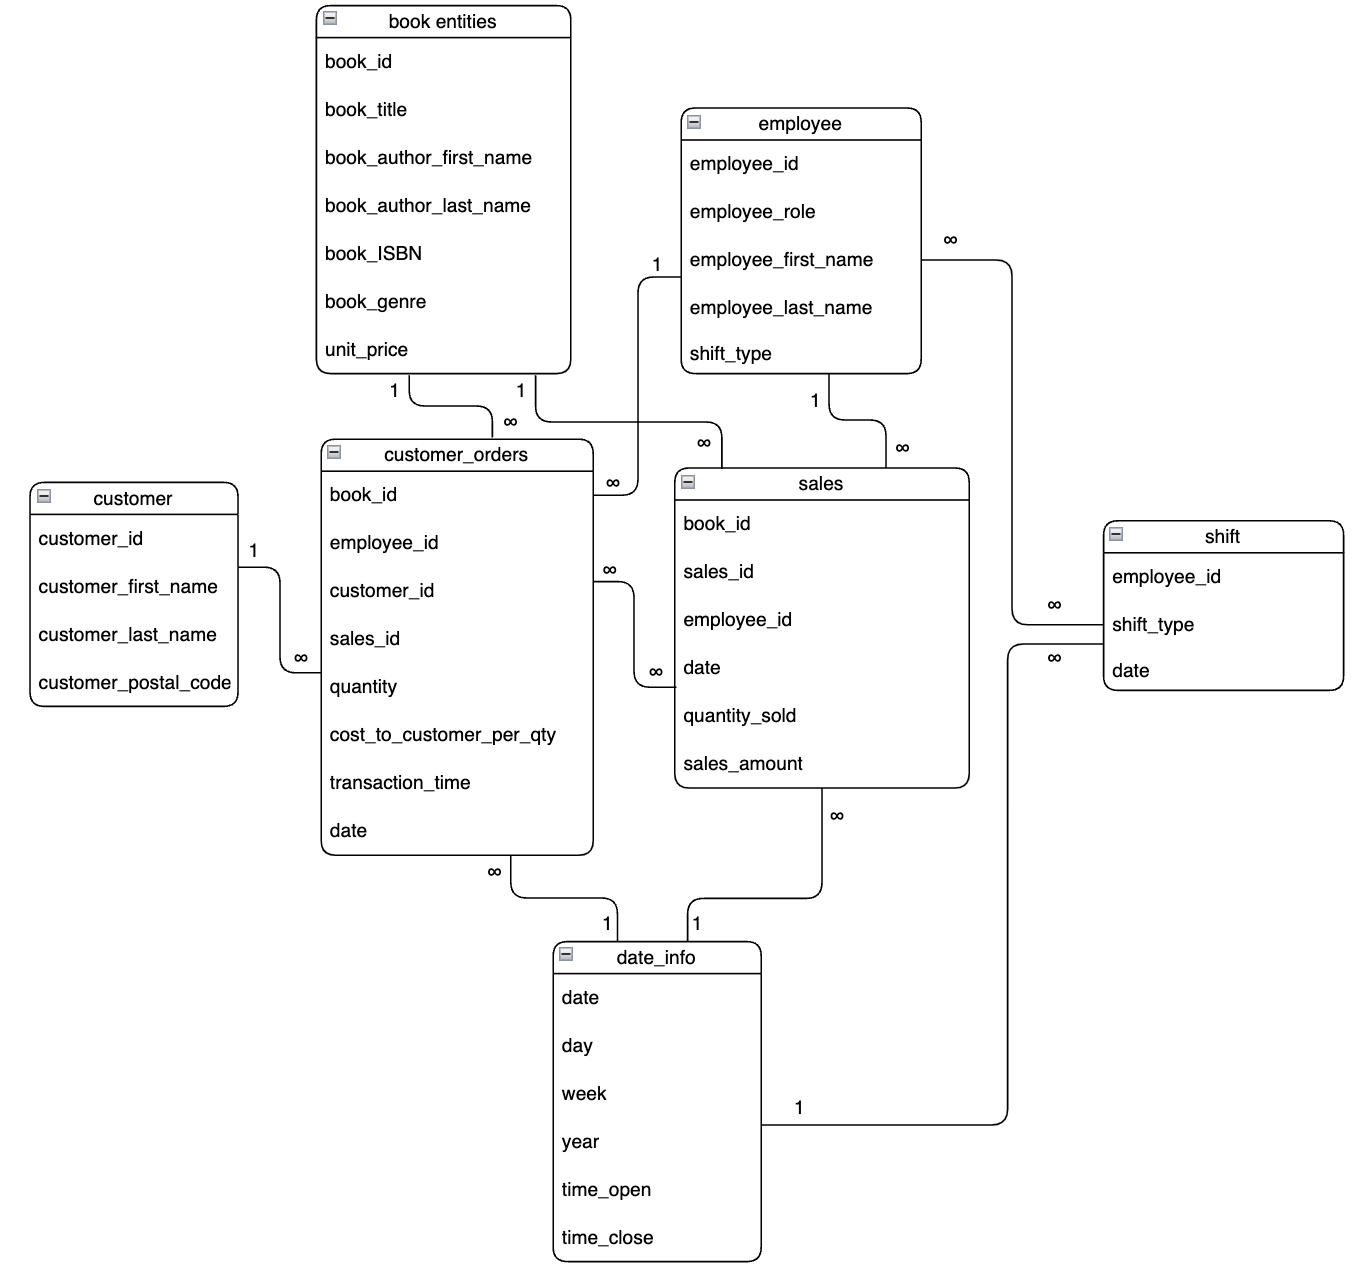 book entities
book_id
book_title
book_author_first_name
book_author_last_name
book_ISBN
book_genre
unit_price
employee
employee_id
employee_role
employee_first_name
employee_last_name
shift_type
∞
1
1
1
∞
1
∞
∞
customer_orders
book_id
employee_id
customer_id
sales_id
quantity
cost_to_customer_per_qty
transaction_time
date
∞
∞
∞
customer
customer_id
customer_first_name
customer_last_name
customer_postal_code
1
∞
sales
book_id
sales_id
employee_id
date
quantity_sold
sales_amount
shift
employee_id
shift_type
date
∞
∞
∞
∞
1
1
date_info
date
day
week
year
time_open
time_close
1